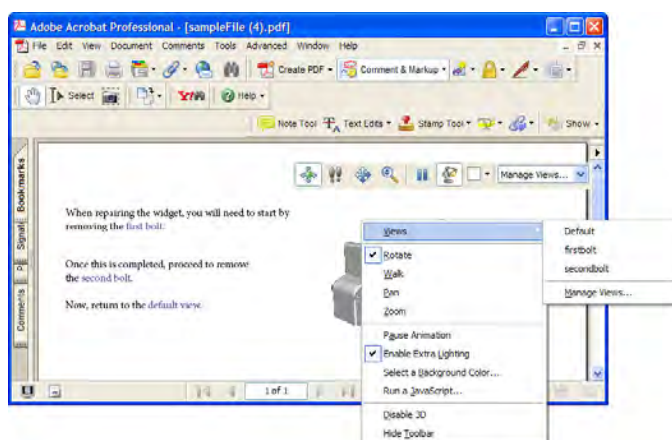 Adobe Acrobat Professional - [sampleFile (4).pdf]
File Edit View Document Comments Tools Advanced Window Help
Create PDF Comment & Markup
Select Help
Note Tool Text Edits Stamp Tool Show
Manage Views...
Bookmarks
Signat
P
Comments
When repairing the widget, you will need to start by
removing the first bolt.
Once this is completed, proceed to remove
the second bolt.
Now, return to the default view.
Views
Rotate
Walk
Pan
Zoom
Pause Animation
Enable Extra Lighting
Select a Background Color...
Run a JavaScript...
Disable 3D
Hide Toolbar
Default
firstbolt
secondbolt
Manage Views...
1 of 1